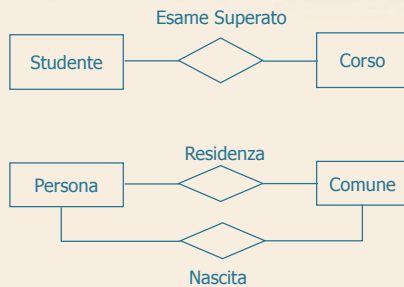 Esame Superato
Studente
Corso
Residenza
Persona
Comune
Nascita